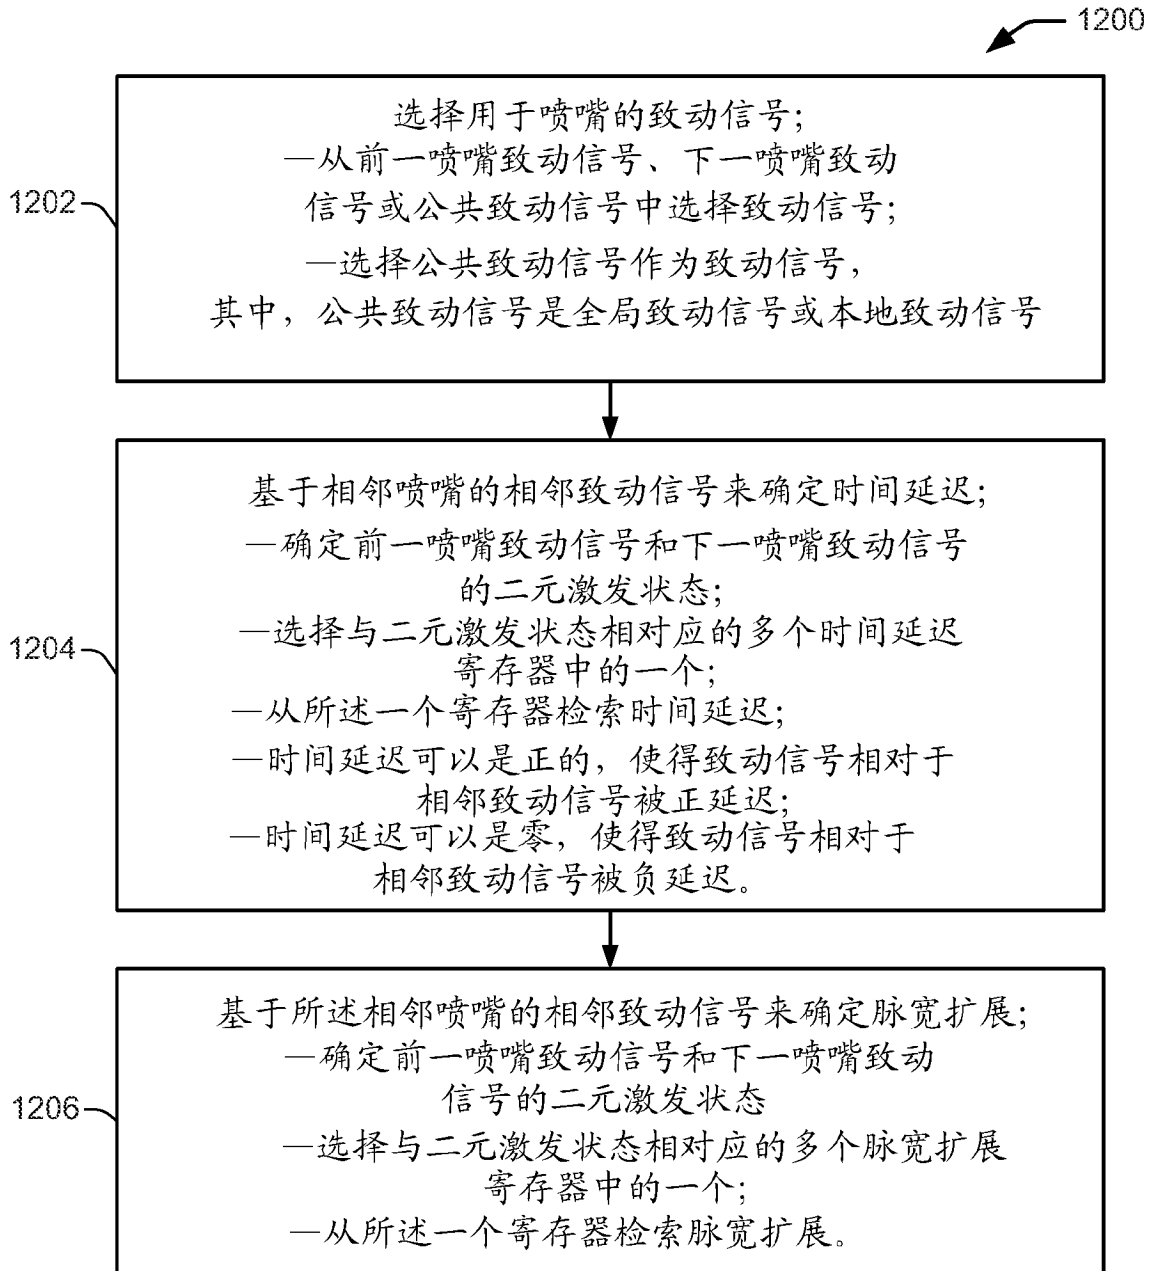 1200
1202
选择用于喷嘴的致动信号;
—从前一喷嘴致动信号、下一喷嘴致动
信号或公共致动信号中选择致动信号;
—选择公共致动信号作为致动信号,
其中，公共致动信号是全局致动信号或本地致动信号
1204
基于相邻喷嘴的相邻致动信号来确定时间延迟;
—确定前一喷嘴致动信号和下一喷嘴致动信号
的二元激发状态;
—选择与二元激发状态相对应的多个时间延迟
寄存器中的一个;
—从所述一个寄存器检索时间延迟;
—时间延迟可以是正的，使得致动信号相对于
相邻致动信号被正延迟;
—时间延迟可以是零，使得致动信号相对于
相邻致动信号被负延迟。
1206
基于所述相邻喷嘴的相邻致动信号来确定脉宽扩展;
—确定前一喷嘴致动信号和下一喷嘴致动
信号的二元激发状态
—选择与二元激发状态相对应的多个脉宽扩展
寄存器中的一个;
—从所述一个寄存器检索脉宽扩展。